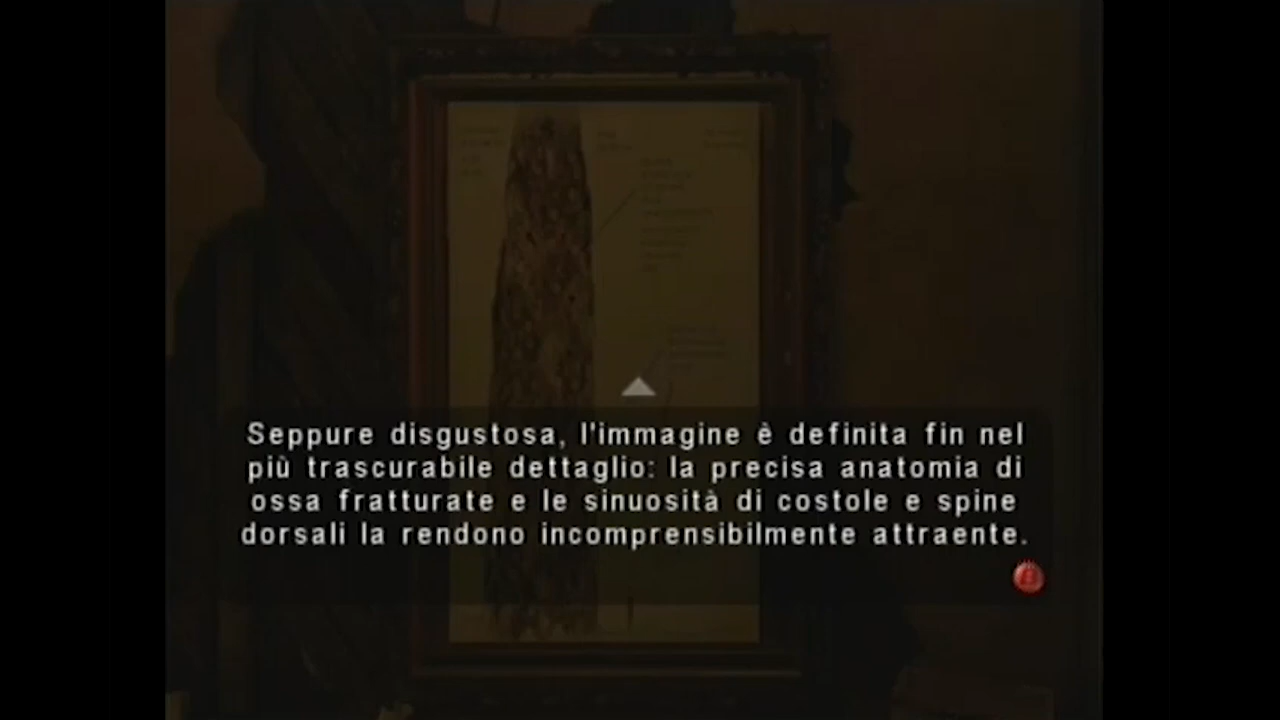 Seppure disgustosa, l'immagine è definita fin nel
più trascurabile dettaglio: la precisa anatomia di
ossa fratturate e le sinuosità di costole e spine
dorsali la rendono incomprensibilmente attraente.